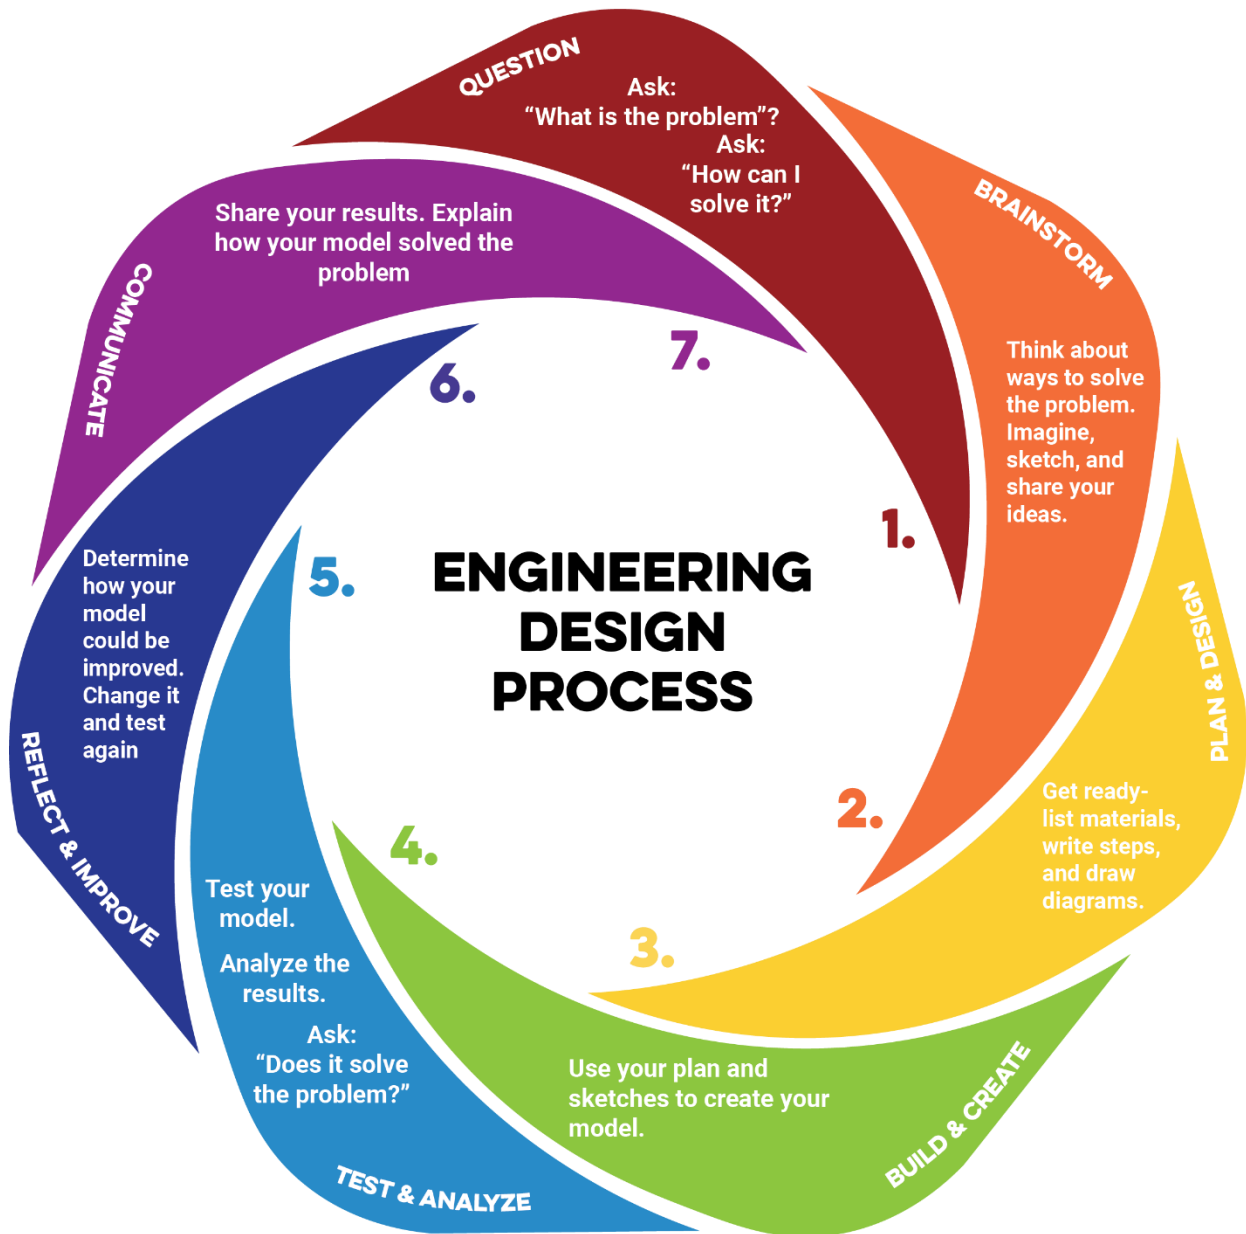 ENGINEERING
DESIGN
PROCESS
1.
QUESTION
Ask:
“What is the problem”?
Ask:
“How can I
solve it?”
2.
BRAINSTORM
Think about
ways to solve
the problem.
Imagine,
sketch, and
share your
ideas.
3.
PLAN & DESIGN
Get ready-
list materials,
write steps,
and draw
diagrams.
4.
BUILD & CREATE
Use your plan and
sketches to create your
model.
5.
TEST & ANALYZE
Test your
model.
Analyze the
results.
Ask:
“Does it solve
the problem?”
6.
REFLECT & IMPROVE
Determine
how your
model
could be
improved.
Change it
and test
again
7.
COMMUNICATE
Share your results. Explain
how your model solved the
problem